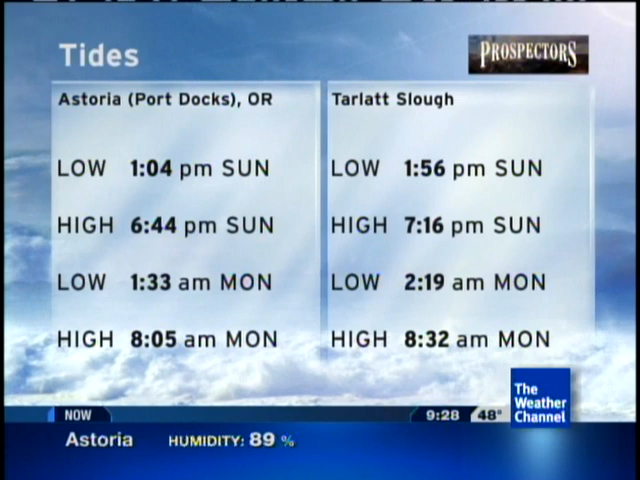 Tides
PROSPECTORS
Astoria (Port Docks), OR
LOW 1:04 pm SUN
HIGH 6:44 pm SUN
LOW 1:33 am MON
HIGH 8:05 am MON
Tarlatt Slough
LOW 1:56 pm SUN
HIGH 7:16 pm SUN
LOW 2:19 am MON
HIGH 8:32 am MON
The
Weather
Channel
NOW
9:28 48°
Astoria HUMIDITY: 89 %